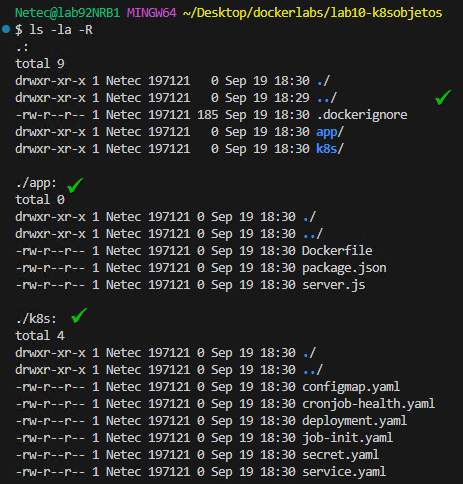 Netec@lab92NRB1 MINGW64 ~/Desktop/dockerlabs/lab10-k8sobjetos
$ ls -la -R
.:
total 9
drwxr-xr-x 1 Netec 197121   0 Sep 19 18:30 ./
drwxr-xr-x 1 Netec 197121   0 Sep 19 18:29 ../
-rw-r--r-- 1 Netec 197121 185 Sep 19 18:30 .dockerignore
drwxr-xr-x 1 Netec 197121   0 Sep 19 18:30 app/
drwxr-xr-x 1 Netec 197121   0 Sep 19 18:30 k8s/

./app:
total 0
drwxr-xr-x 1 Netec 197121 0 Sep 19 18:30 ./
drwxr-xr-x 1 Netec 197121 0 Sep 19 18:30 ../
-rw-r--r-- 1 Netec 197121 0 Sep 19 18:30 Dockerfile
-rw-r--r-- 1 Netec 197121 0 Sep 19 18:30 package.json
-rw-r--r-- 1 Netec 197121 0 Sep 19 18:30 server.js

./k8s:
total 4
drwxr-xr-x 1 Netec 197121 0 Sep 19 18:30 ./
drwxr-xr-x 1 Netec 197121 0 Sep 19 18:30 ../
-rw-r--r-- 1 Netec 197121 0 Sep 19 18:30 configmap.yaml
-rw-r--r-- 1 Netec 197121 0 Sep 19 18:30 cronjob-health.yaml
-rw-r--r-- 1 Netec 197121 0 Sep 19 18:30 deployment.yaml
-rw-r--r-- 1 Netec 197121 0 Sep 19 18:30 job-init.yaml
-rw-r--r-- 1 Netec 197121 0 Sep 19 18:30 secret.yaml
-rw-r--r-- 1 Netec 197121 0 Sep 19 18:30 service.yaml